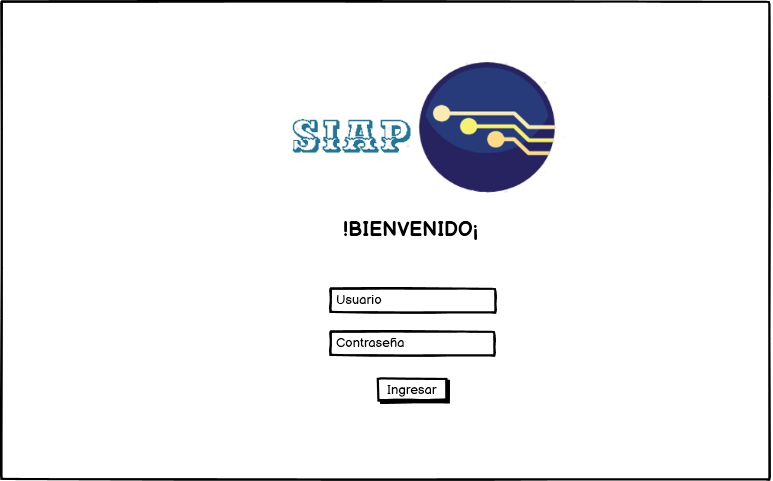 SIAP
!BIENVENIDO¡
Usuario
Contraseña
Ingresar